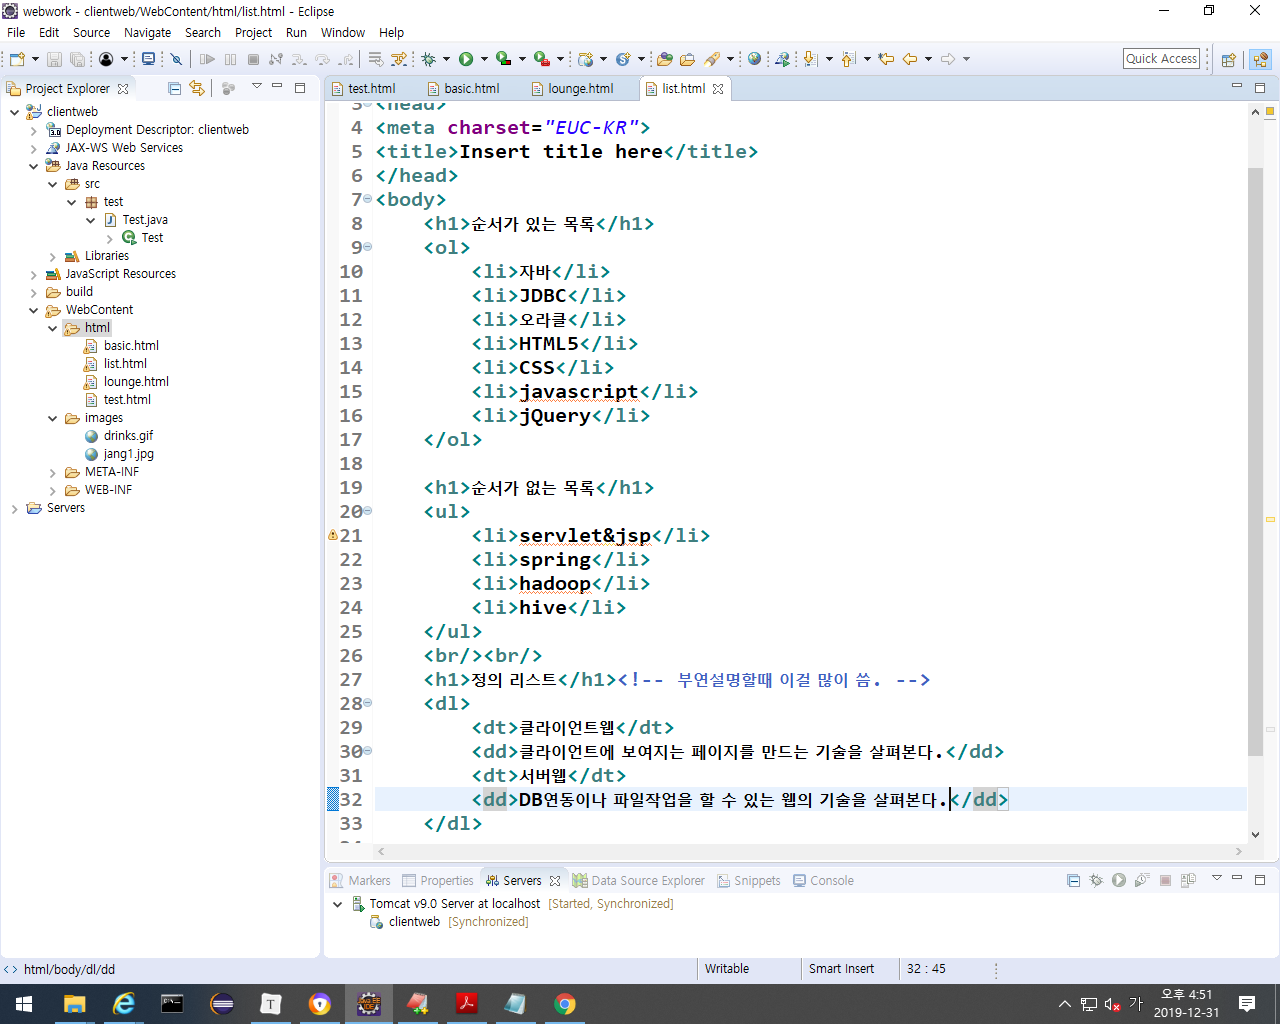 webwork - clientweb/WebContent/html/list.html - Eclipse
File Edit Source Navigate Search Project Run Window Help
Quick Access
Project Explorer
clientweb
Deployment Descriptor: clientweb
JAX-WS Web Services
Java Resources
src
test
Test.java
Test
Libraries
JavaScript Resources
build
WebContent
html
basic.html
list.html
lounge.html
test.html
images
drinks.gif
jang1.jpg
META-INF
WEB-INF
Servers
test.html basic.html lounge.html list.html
3 <head>
4 <meta charset="EUC-KR">
5 <title>Insert title here</title>
6 </head>
7 <body>
8 <h1>순서가 있는 목록</h1>
9 <ol>
10 <li>자바</li>
11 <li>JDBC</li>
12 <li>오라클</li>
13 <li>HTML5</li>
14 <li>CSS</li>
15 <li>javascript</li>
16 <li>jQuery</li>
17 </ol>
18
19 <h1>순서가 없는 목록</h1>
20 <ul>
21 <li>servlet&jsp</li>
22 <li>spring</li>
23 <li>hadoop</li>
24 <li>hive</li>
25 </ul>
26 <br/><br/>
27 <h1>정의 리스트</h1><!-- 부연설명할때 이걸 많이 씀. -->
28 <dl>
29 <dt>클라이언트웹</dt>
30 <dd>클라이언트에 보여지는 페이지를 만드는 기술을 살펴본다.</dd>
31 <dt>서버웹</dt>
32 <dd>DB연동이나 파일작업을 할 수 있는 웹의 기술을 살펴본다.</dd>
33 </dl>
Markers Properties Servers Data Source Explorer Snippets Console
Tomcat v9.0 Server at localhost [Started, Synchronized]
clientweb [Synchronized]
html/body/dl/dd Writable Smart Insert 32 : 45
가 오후 4:51
2019-12-31